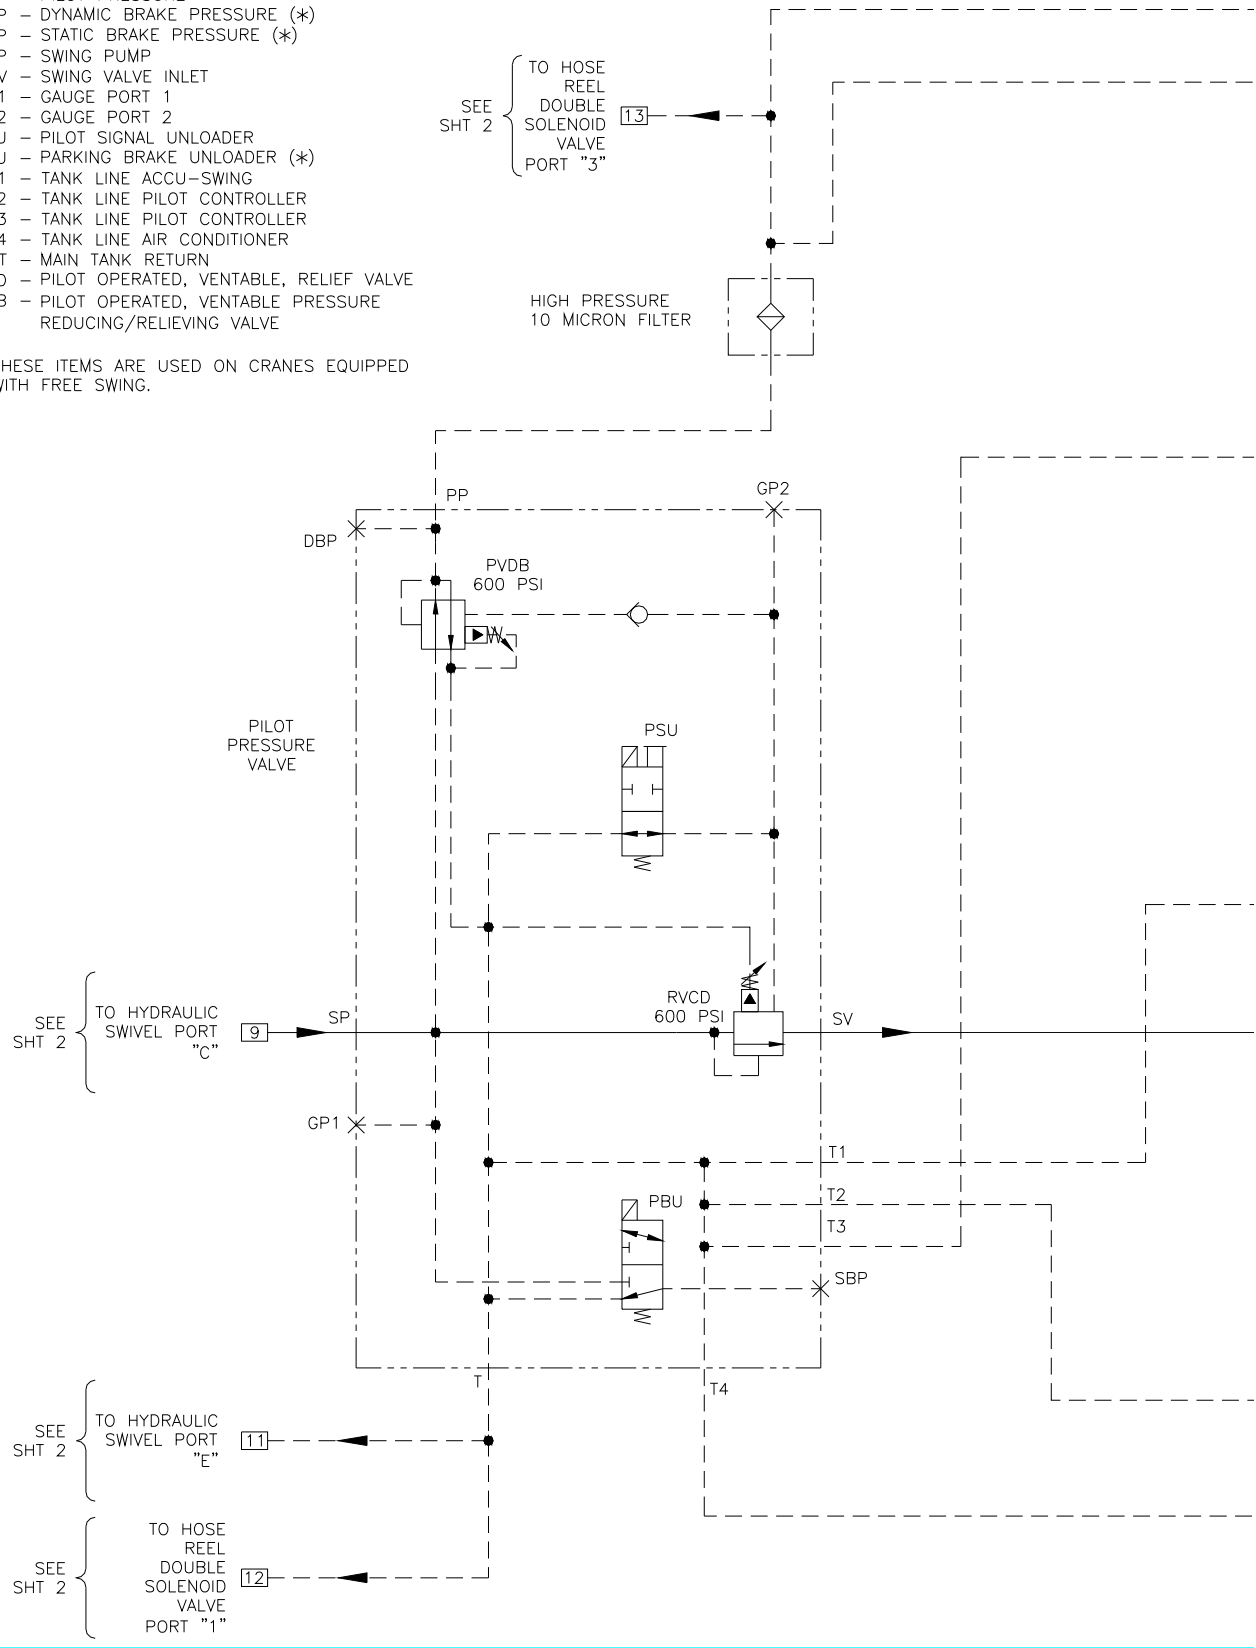 PILOT PRESSURE
P – DYNAMIC BRAKE PRESSURE (*)
P – STATIC BRAKE PRESSURE (*)
P – SWING PUMP
V – SWING VALVE INLET
1 – GAUGE PORT 1
2 – GAUGE PORT 2
U – PILOT SIGNAL UNLOADER
U – PARKING BRAKE UNLOADER (*)
1 – TANK LINE ACCU–SWING
2 – TANK LINE PILOT CONTROLLER
3 – TANK LINE PILOT CONTROLLER
4 – TANK LINE AIR CONDITIONER
T – MAIN TANK RETURN
D – PILOT OPERATED, VENTABLE, RELIEF VALVE
B – PILOT OPERATED, VENTABLE PRESSURE
REDUCING/RELIEVING VALVE
HESE ITEMS ARE USED ON CRANES EQUIPPED
WITH FREE SWING.
SEE
SHT 2
TO HOSE
REEL
DOUBLE
SOLENOID
VALVE
PORT "3"
13
HIGH PRESSURE
10 MICRON FILTER
PP
GP2
DBP
PVDB
600 PSI
PILOT
PRESSURE
VALVE
PSU
SEE
SHT 2
TO HYDRAULIC
SWIVEL PORT
"C"
9
SP
RVCD
600 PSI
SV
GP1
T1
PBU
T2
T3
SBP
T
T4
SEE
SHT 2
TO HYDRAULIC
SWIVEL PORT
"E"
11
SEE
SHT 2
TO HOSE
REEL
DOUBLE
SOLENOID
VALVE
PORT "1"
12